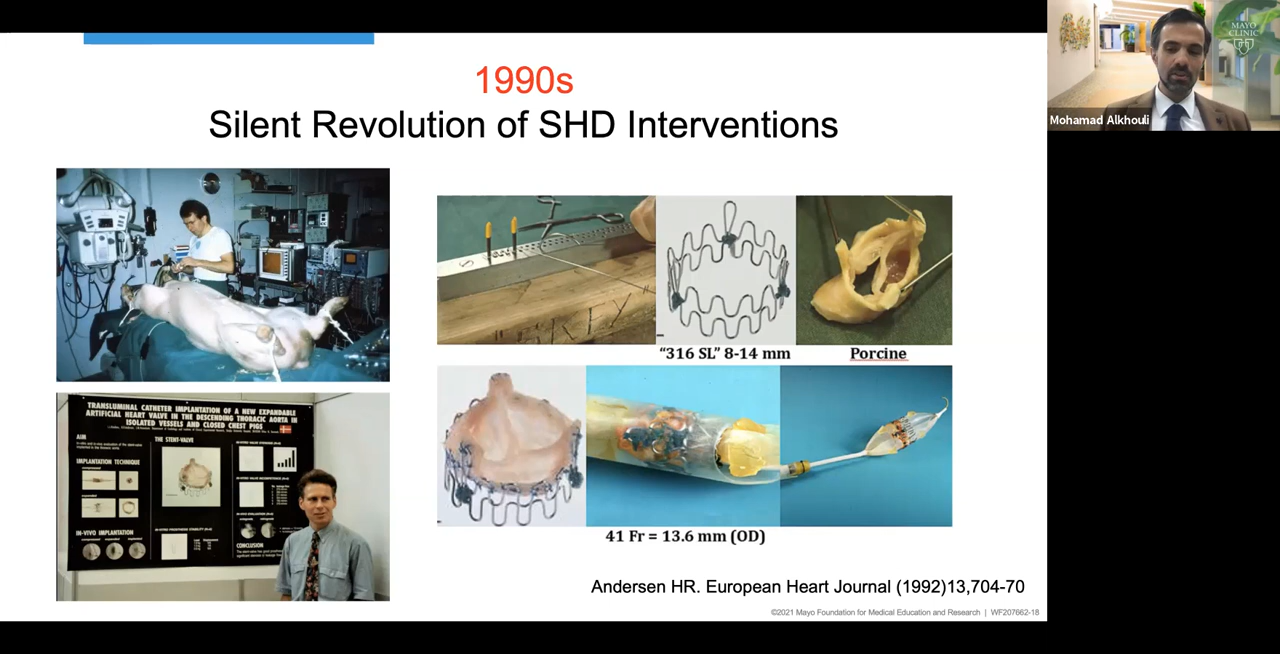 1990s
Silent Revolution of SHD Interventions
MAYO
CLINIC
Mohamad Alkhouli
"316 SL" 8-14 mm
Porcine
TRANSLUMINAL CATHETER IMPLANTATION OF A NEW EXPANDABLE
ARTIFICIAL HEART VALVE IN THE DESCENDING THORACIC AORTA IN
ISOLATED VESSELS AND CLOSED CHEST PIGS
AIM
THE STENT-VALVE
IMPLANTATION TECHNIQUE
IN-VIVO IMPLANTATION
CONCLUSION
41 Fr = 13.6 mm (OD)
Andersen HR. European Heart Journal (1992)13,704-70
©2021 Mayo Foundation for Medical Education and Research | WF207662-18